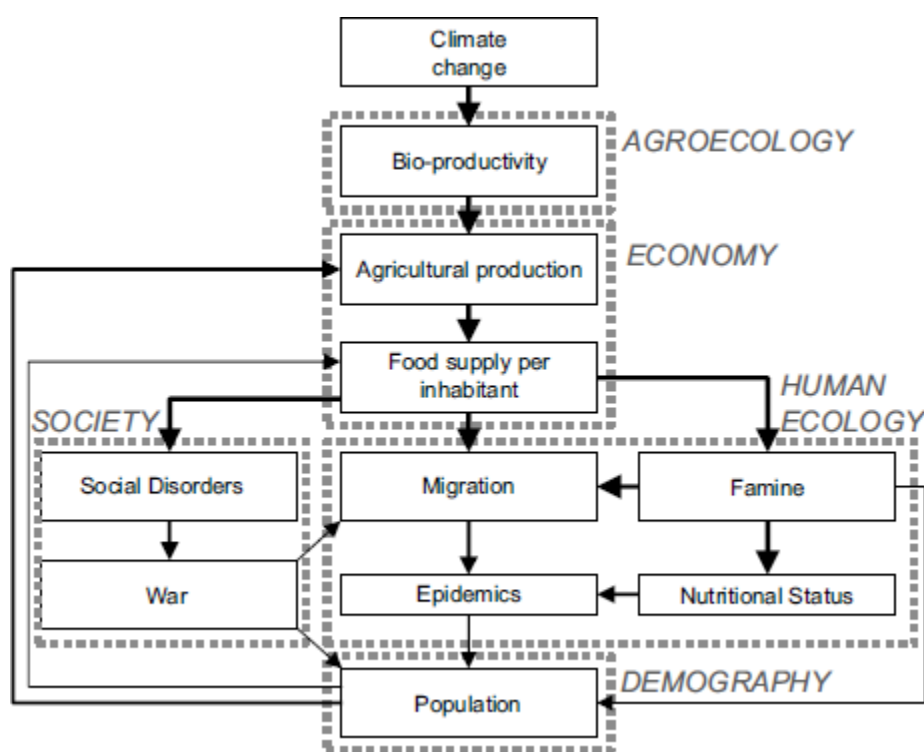 Climate
change
Bio-productivity
AGROECOLOGY
Agricultural production
ECONOMY
Food supply per
inhabitant
HUMAN
ECOLOGY
SOCIETY
Social Disorders
Migration
Famine
War
Epidemics
Nutritional Status
Population
DEMOGRAPHY